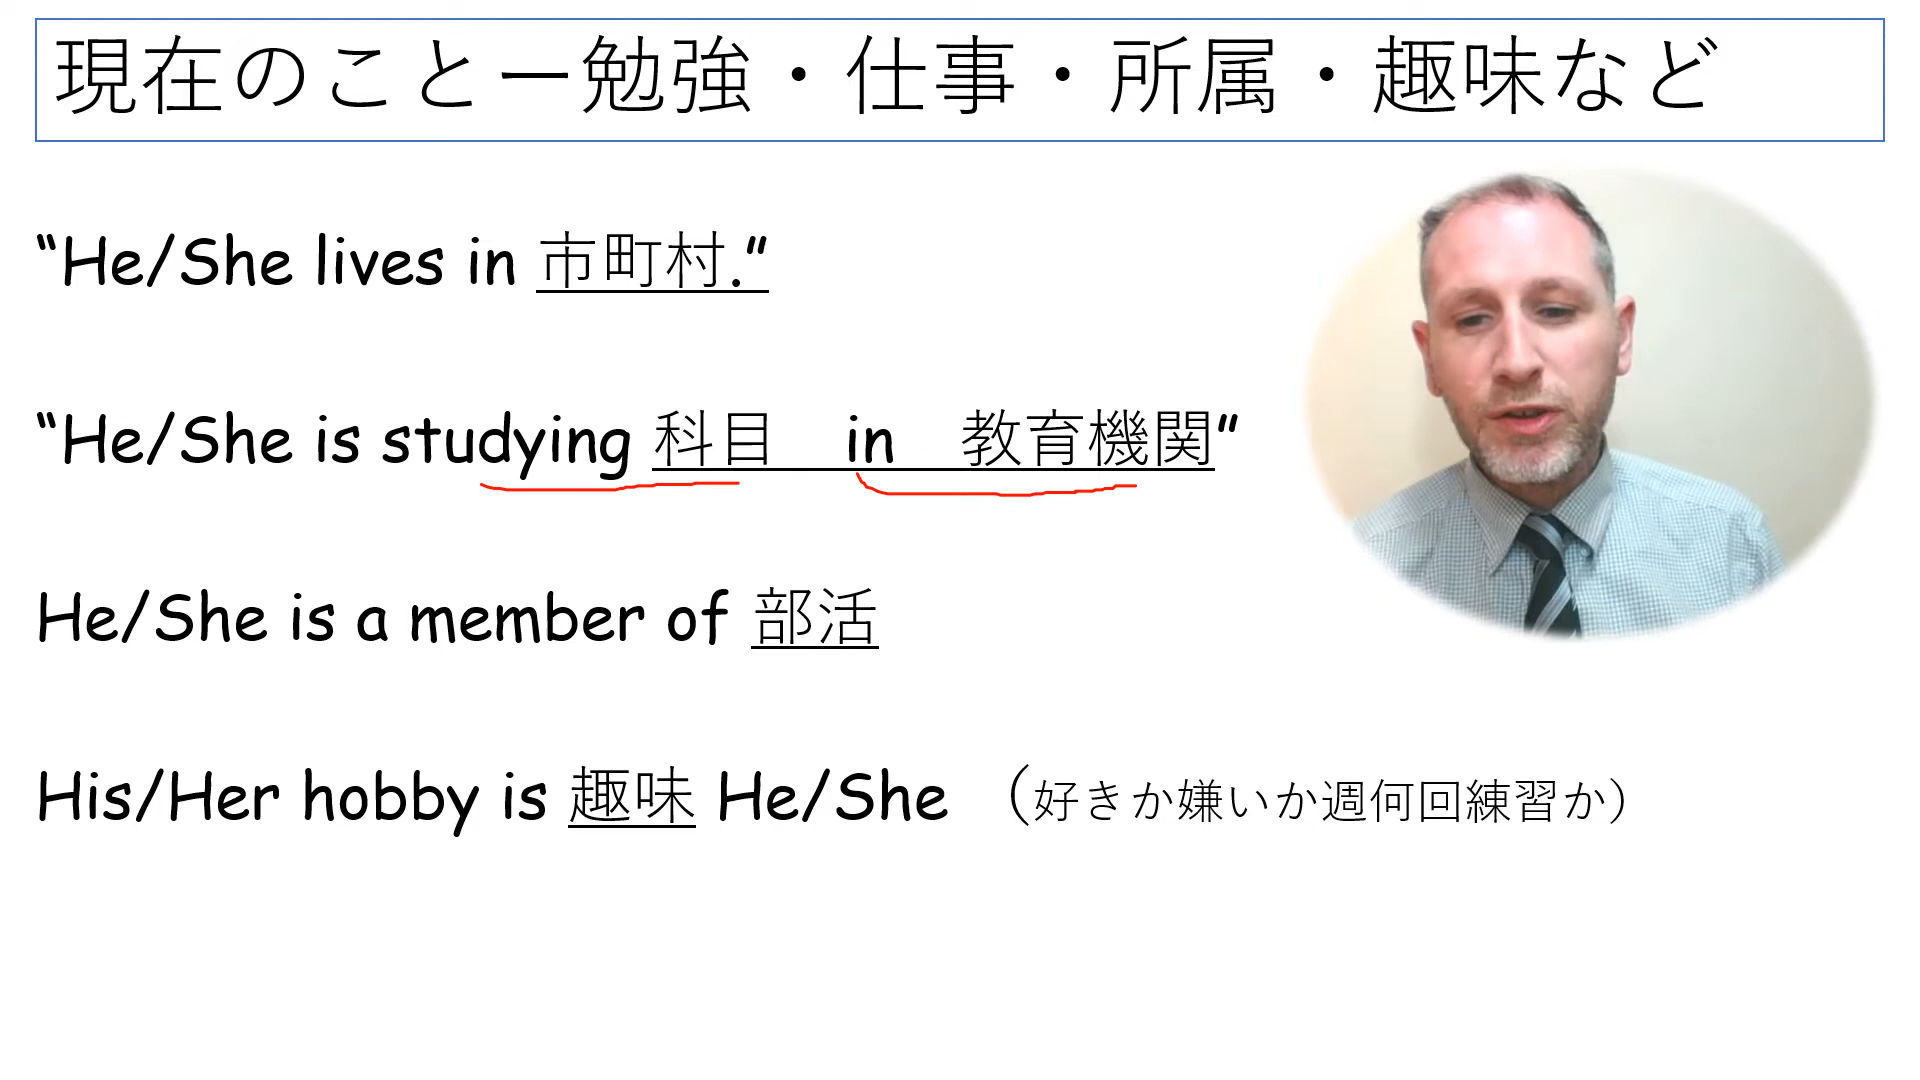 現在のことー勉強・仕事・所属・趣味など
“He/She lives in 市町村.”
“He/She is studying 科目　in　教育機関”
He/She is a member of 部活
His/Her hobby is 趣味 He/She （好きか嫌いか週何回練習か）